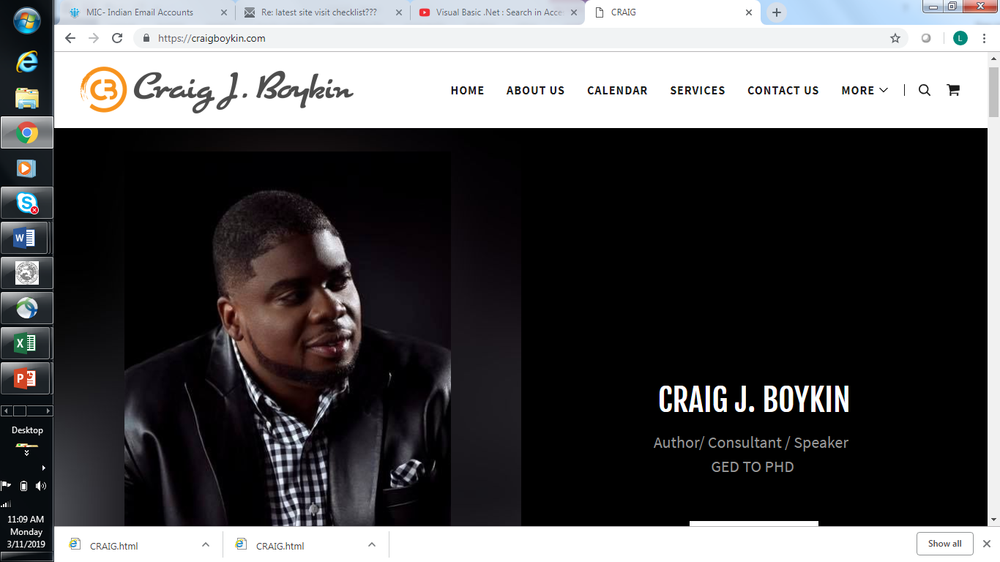 MIC- Indian Email Accounts
Re: latest site visit checklist???
Visual Basic .Net : Search in Acce
CRAIG
https://craigboykin.com
L
CB
Craig J. Boykin
HOME
ABOUT US
CALENDAR
SERVICES
CONTACT US
MORE
CRAIG J. BOYKIN
Author/ Consultant / Speaker
GED TO PHD
Desktop
11:09 AM
Monday
3/11/2019
CRAIG.html
CRAIG.html
Show all